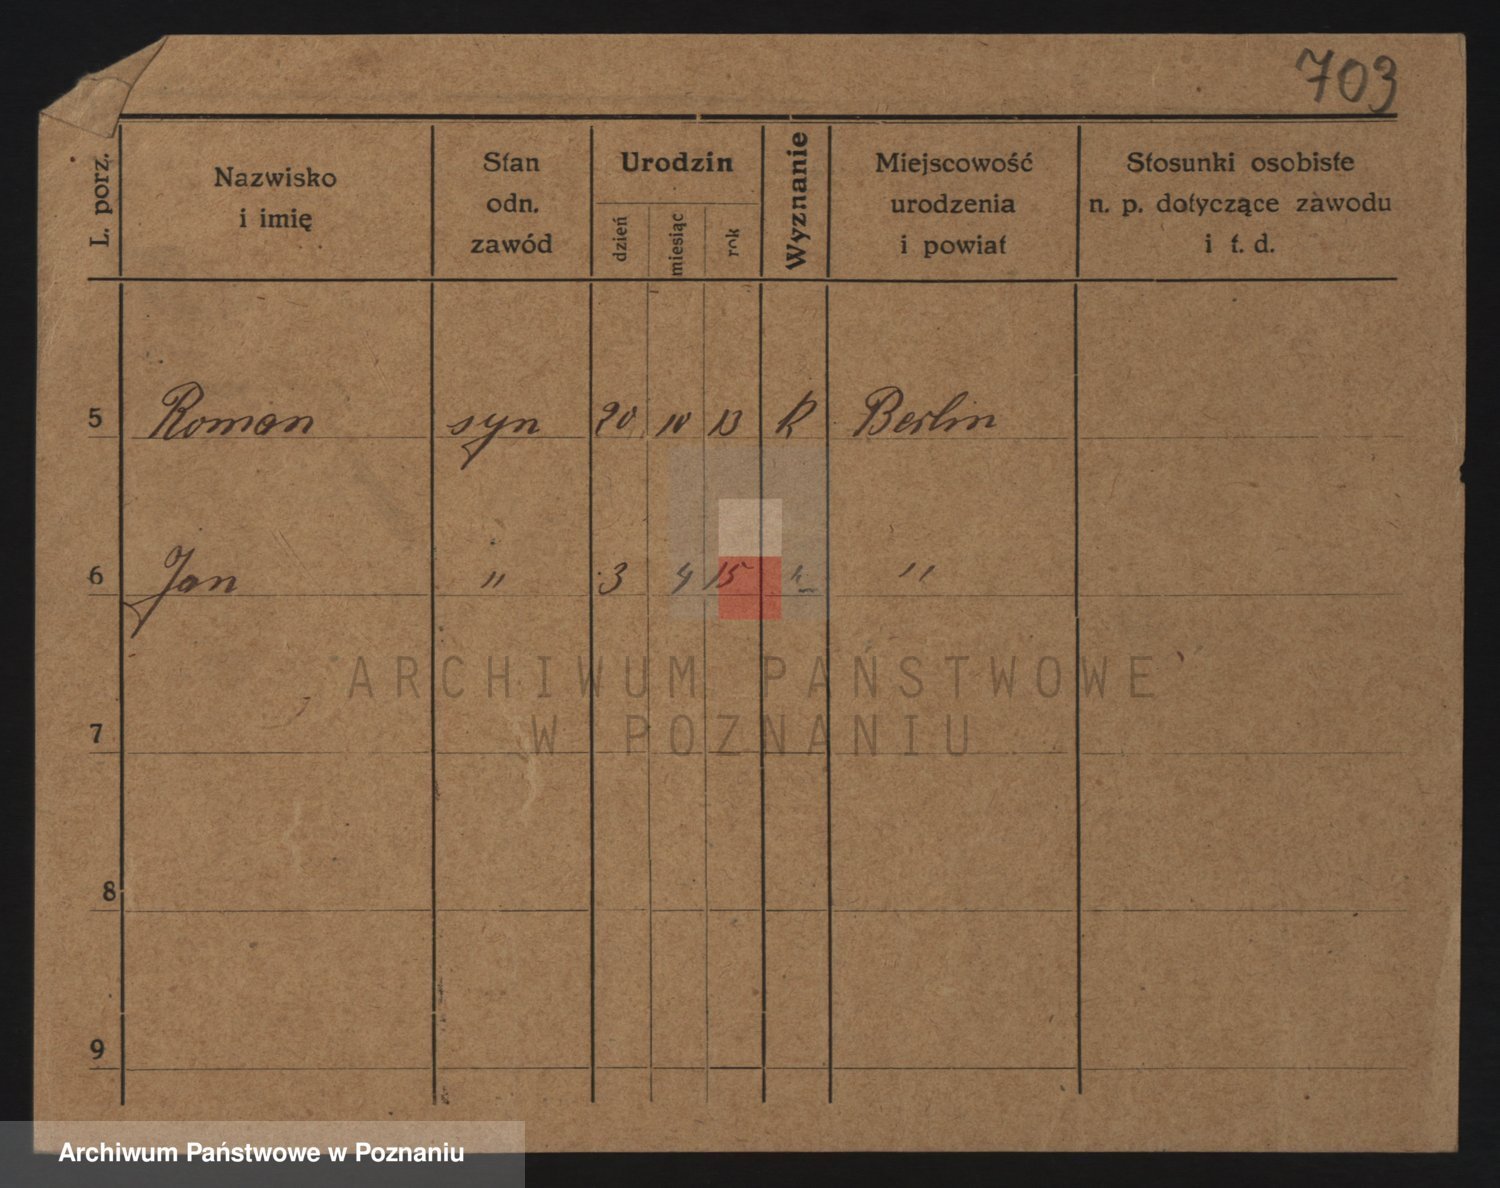 703
L. porz.
Nazwisko
i imię
Stan
odn.
zawód
Urodzin
dzień
miesiąc
rok
Wyznanie
Miejscowość
urodzenia
i powiat
Stosunki osobiste
n. p. dotyczące zawodu
i t. d.
5 Roman syn 20 10 13 k Berlin
6 Jan " 3 4 15 k "
7
8
9
ARCHIWUM PAŃSTWOWE
W POZNANIU
Archiwum Państwowe w Poznaniu